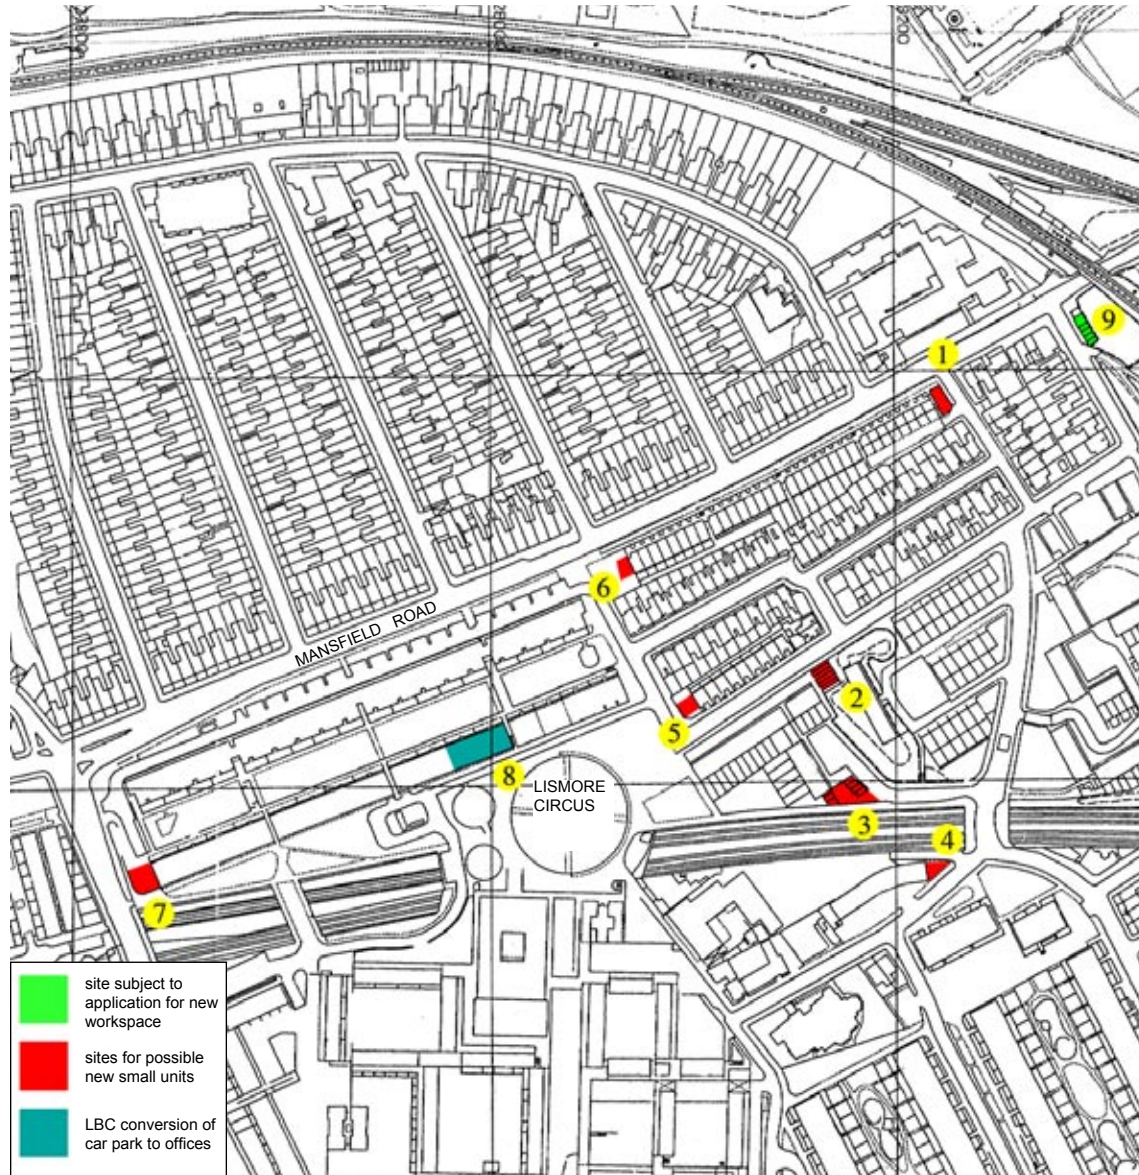 9
1
6
MANSFIELD ROAD
2
5
8
LISMORE
CIRCUS
3
4
7
site subject to
application for new
workspace
sites for possible
new small units
LBC conversion of
car park to offices